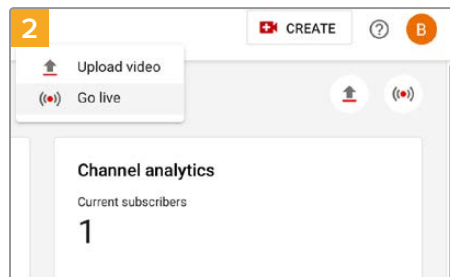 2
CREATE
?
B
Upload video
Go live
Channel analytics
Current subscribers
1